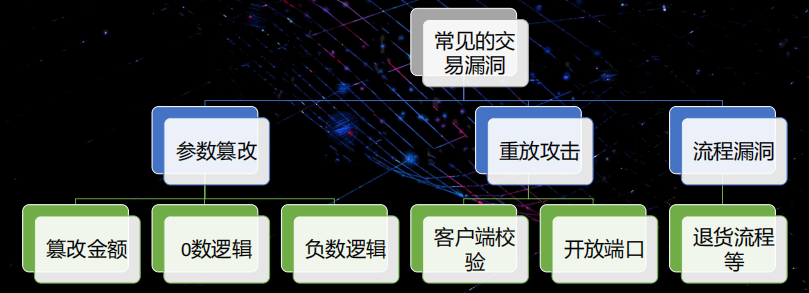 常见的交
易漏洞
参数篡改
重放攻击
流程漏洞
篡改金额
0数逻辑
负数逻辑
客户端校
验
开放端口
退货流程
等